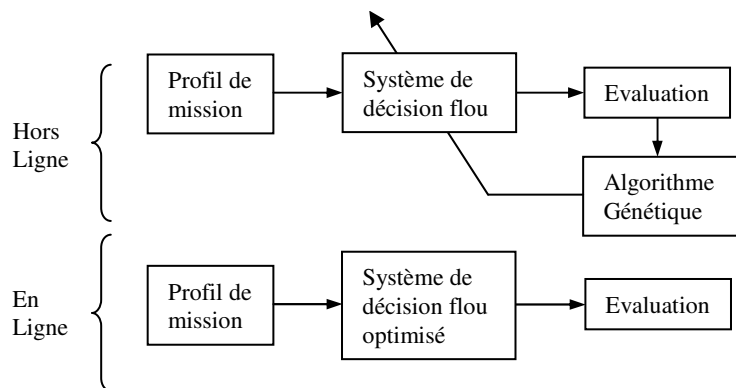 Hors
Ligne
Profil de
mission
Système de
décision flou
Evaluation
Algorithme
Génétique
En
Ligne
Profil de
mission
Système de
décision flou
optimisé
Evaluation